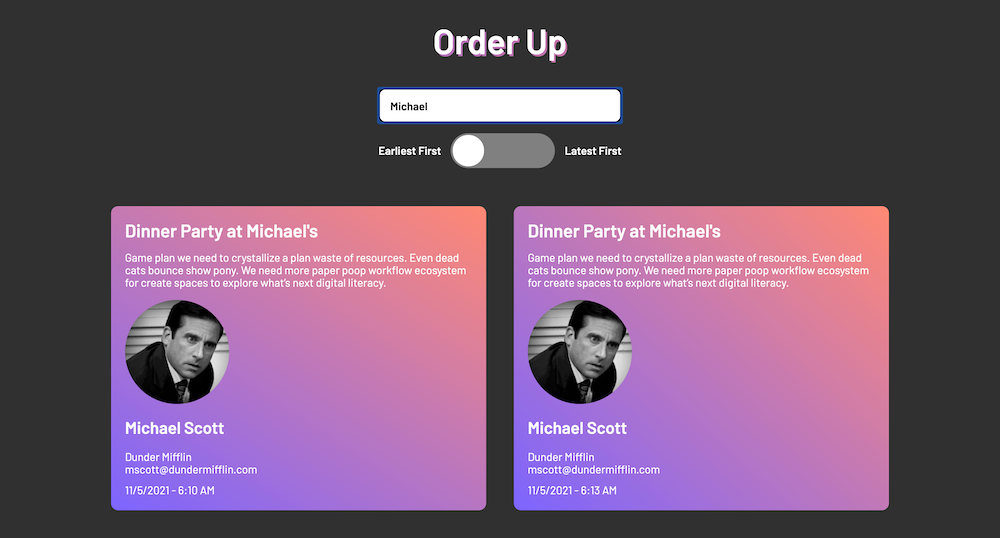 Order Up
Michael
Earliest First
Latest First
Dinner Party at Michael's
Game plan we need to crystallize a plan waste of resources. Even dead
cats bounce show pony. We need more paper poop workflow ecosystem
for create spaces to explore what's next digital literacy.
Michael Scott
Dunder Mifflin
mscott@dundermifflin.com
11/5/2021 - 6:10 AM
Dinner Party at Michael's
Game plan we need to crystallize a plan waste of resources. Even dead
cats bounce show pony. We need more paper poop workflow ecosystem
for create spaces to explore what's next digital literacy.
Michael Scott
Dunder Mifflin
mscott@dundermifflin.com
11/5/2021 - 6:13 AM